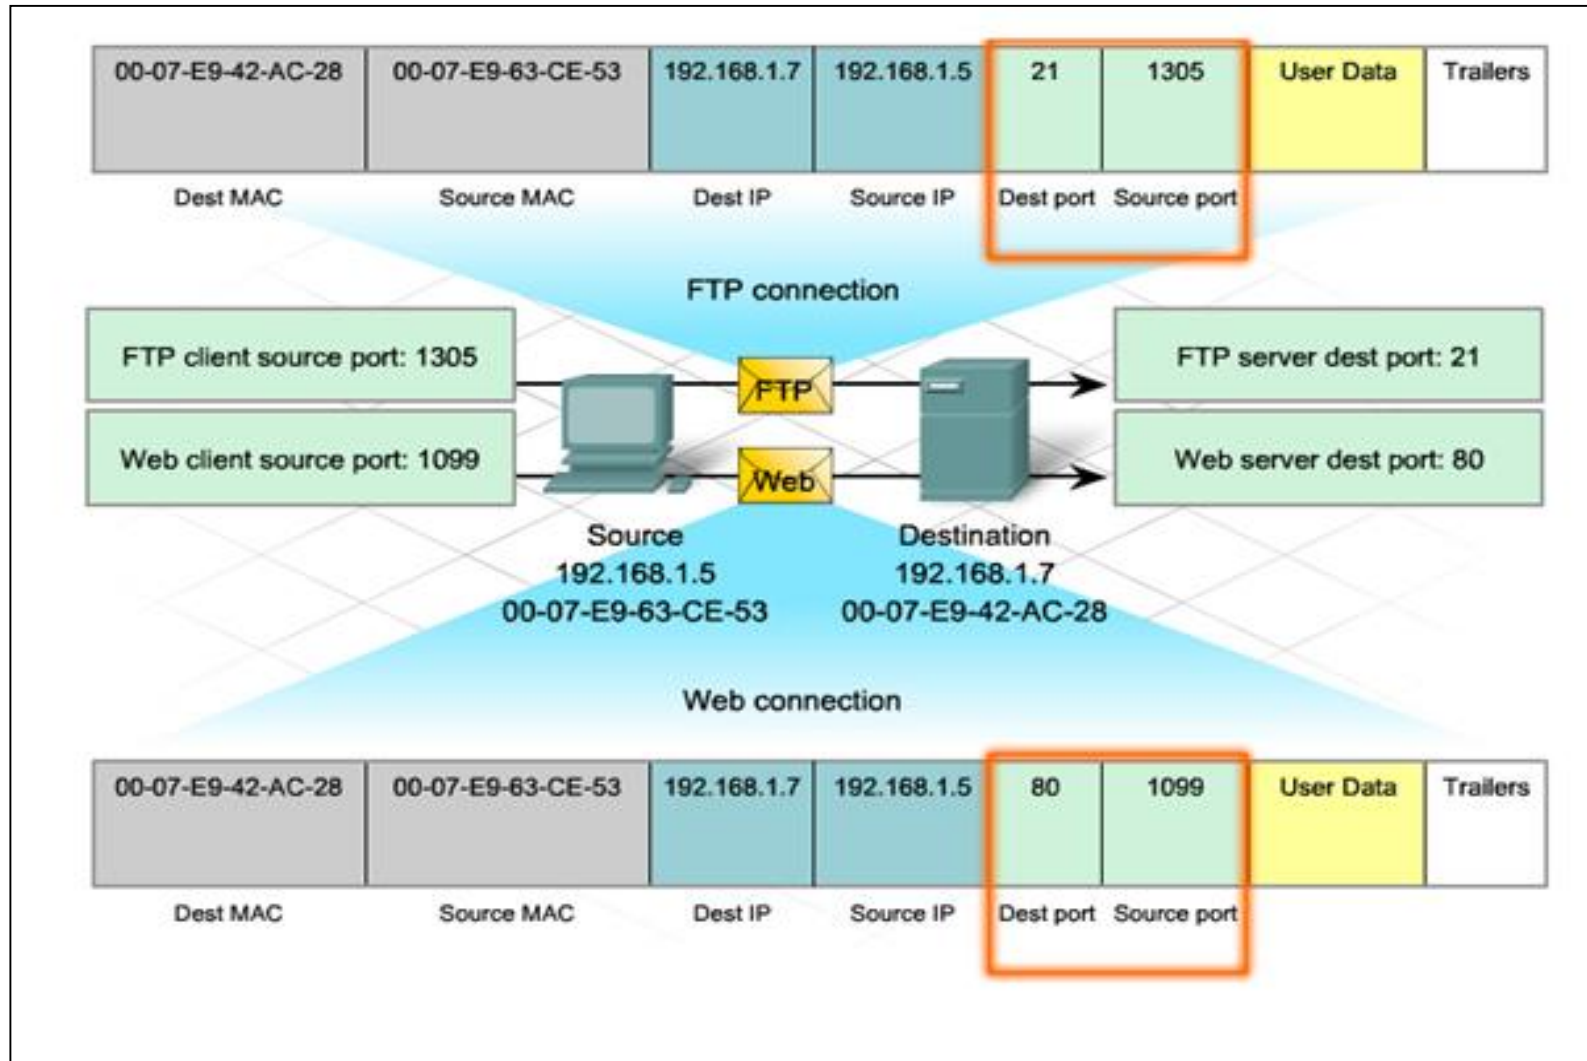 00-07-E9-42-AC-28 00-07-E9-63-CE-53 192.168.1.7 192.168.1.5 21 1305 User Data Trailers
Dest MAC Source MAC Dest IP Source IP Dest port Source port
FTP connection
FTP client source port: 1305
FTP
FTP server dest port: 21
Web client source port: 1099
Web
Web server dest port: 80
Source
192.168.1.5
00-07-E9-63-CE-53
Destination
192.168.1.7
00-07-E9-42-AC-28
Web connection
00-07-E9-42-AC-28 00-07-E9-63-CE-53 192.168.1.7 192.168.1.5 80 1099 User Data Trailers
Dest MAC Source MAC Dest IP Source IP Dest port Source port